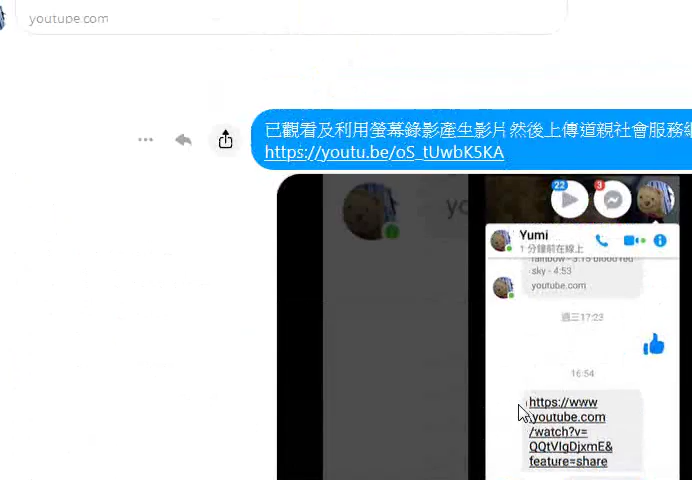 youtupe.com
已觀看及利用螢幕錄影產生影片然後上傳道親社會服務
https://youtu.be/oS_tUwbK5KA
22
3
yo
Yumi
1 分鐘前在線上
rainbow - 3:15 blood red
sky - 4:53
youtube.com
週三17:23
16:54
https://www
.youtube.com
/watch?v=
QQtVIgDjxmE&
feature=share